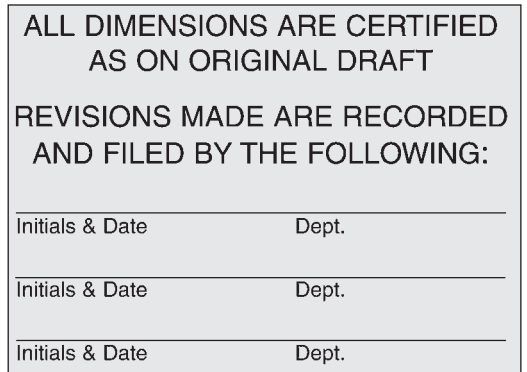 ALL DIMENSIONS ARE CERTIFIED
AS ON ORIGINAL DRAFT
REVISIONS MADE ARE RECORDED
AND FILED BY THE FOLLOWING:
Initials & Date Dept.
Initials & Date Dept.
Initials & Date Dept.